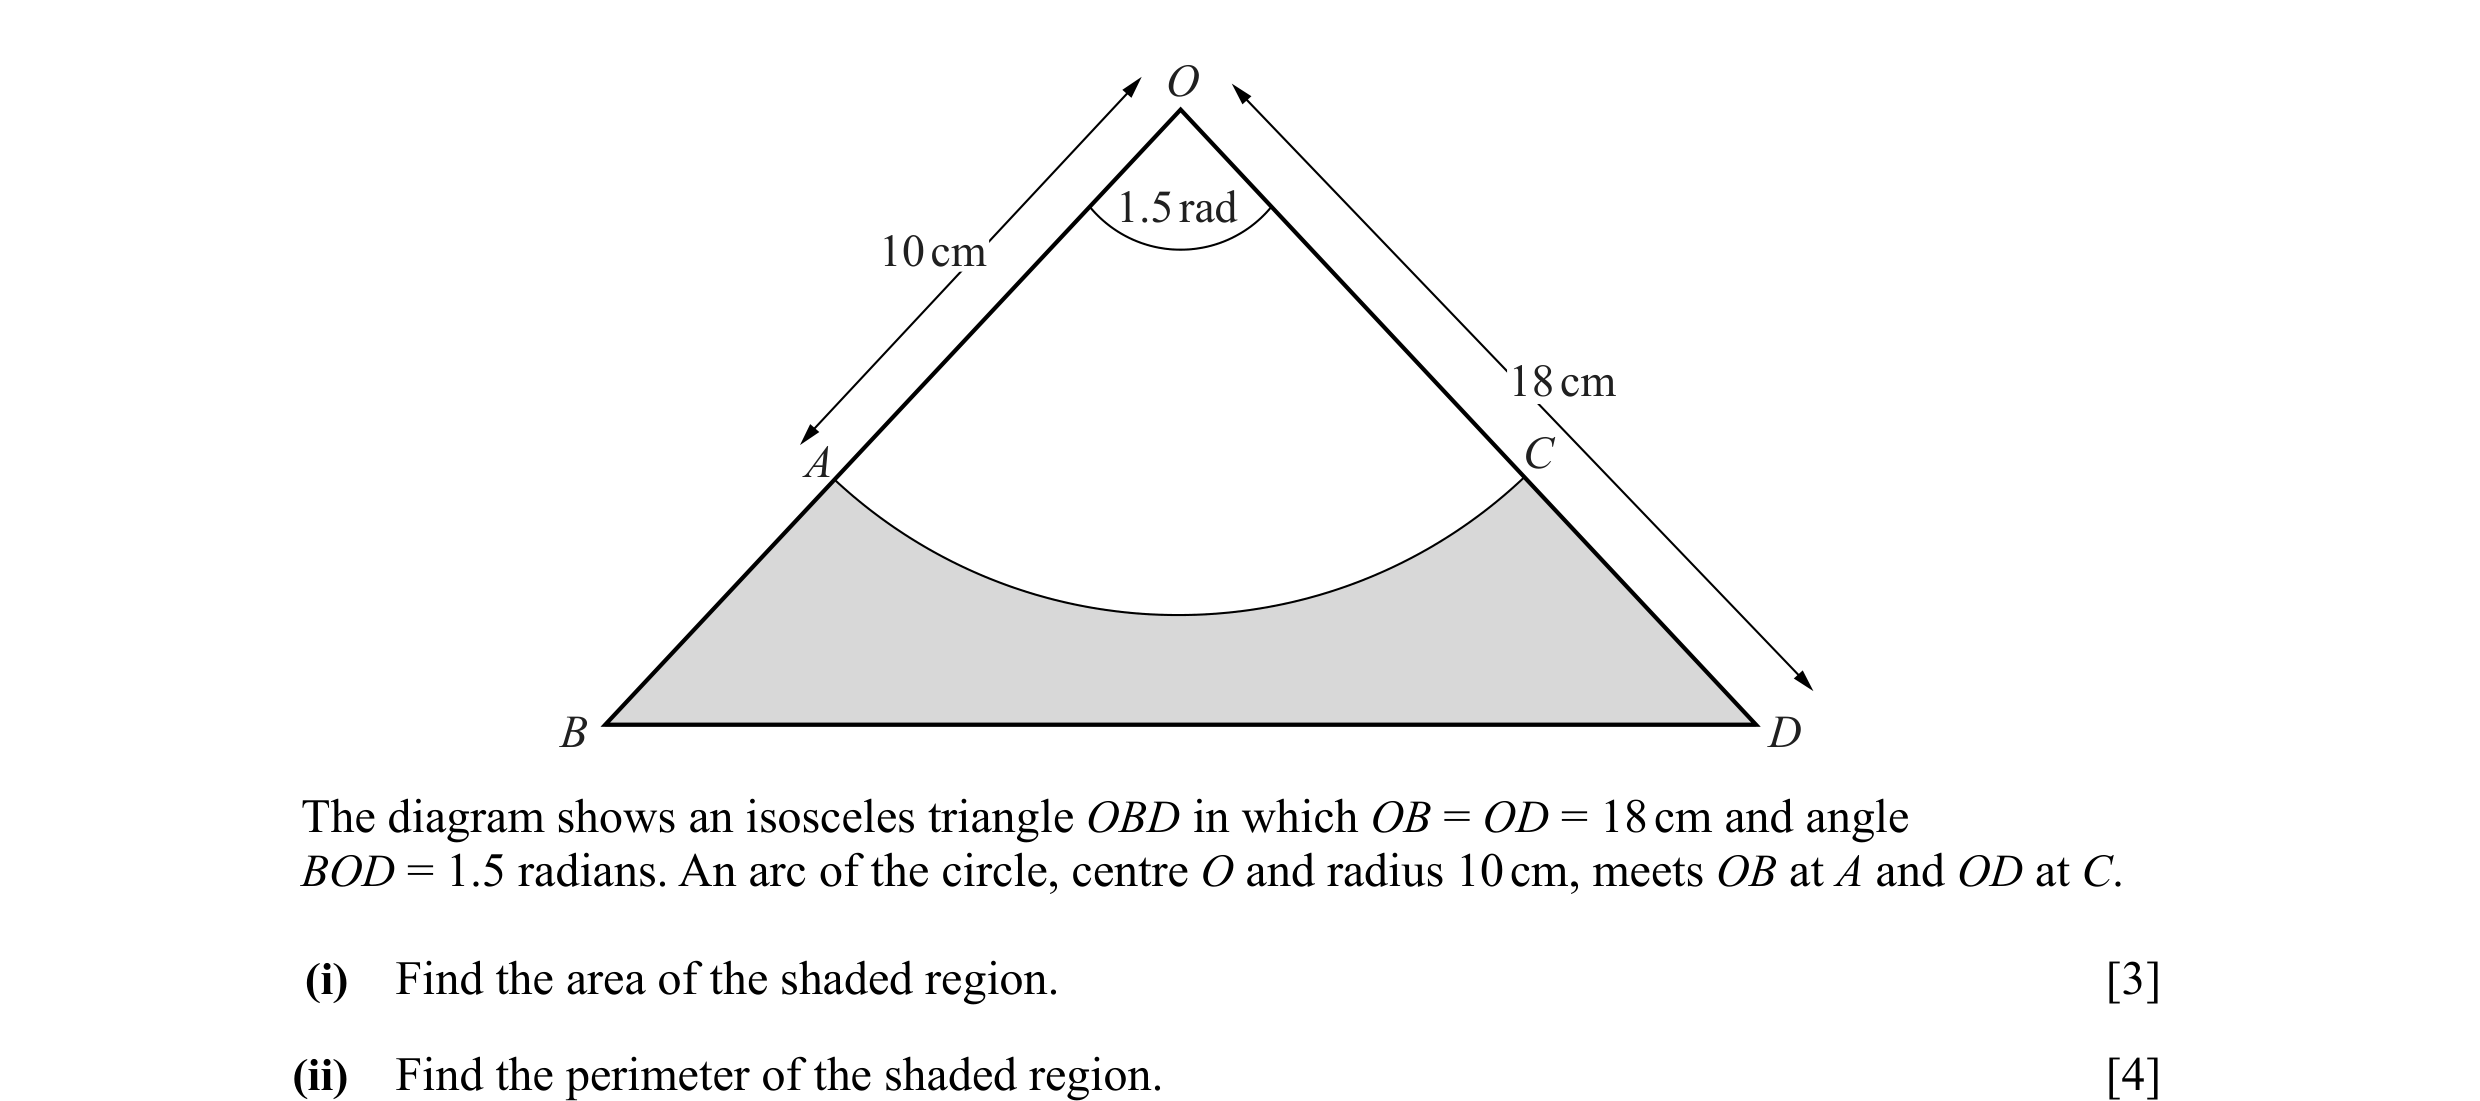 O
1.5 rad
10 cm
18 cm
A
C
B
D
The diagram shows an isosceles triangle OBD in which OB = OD = 18 cm and angle
BOD = 1.5 radians. An arc of the circle, centre O and radius 10 cm, meets OB at A and OD at C.
(i) Find the area of the shaded region. [3]
(ii) Find the perimeter of the shaded region. [4]